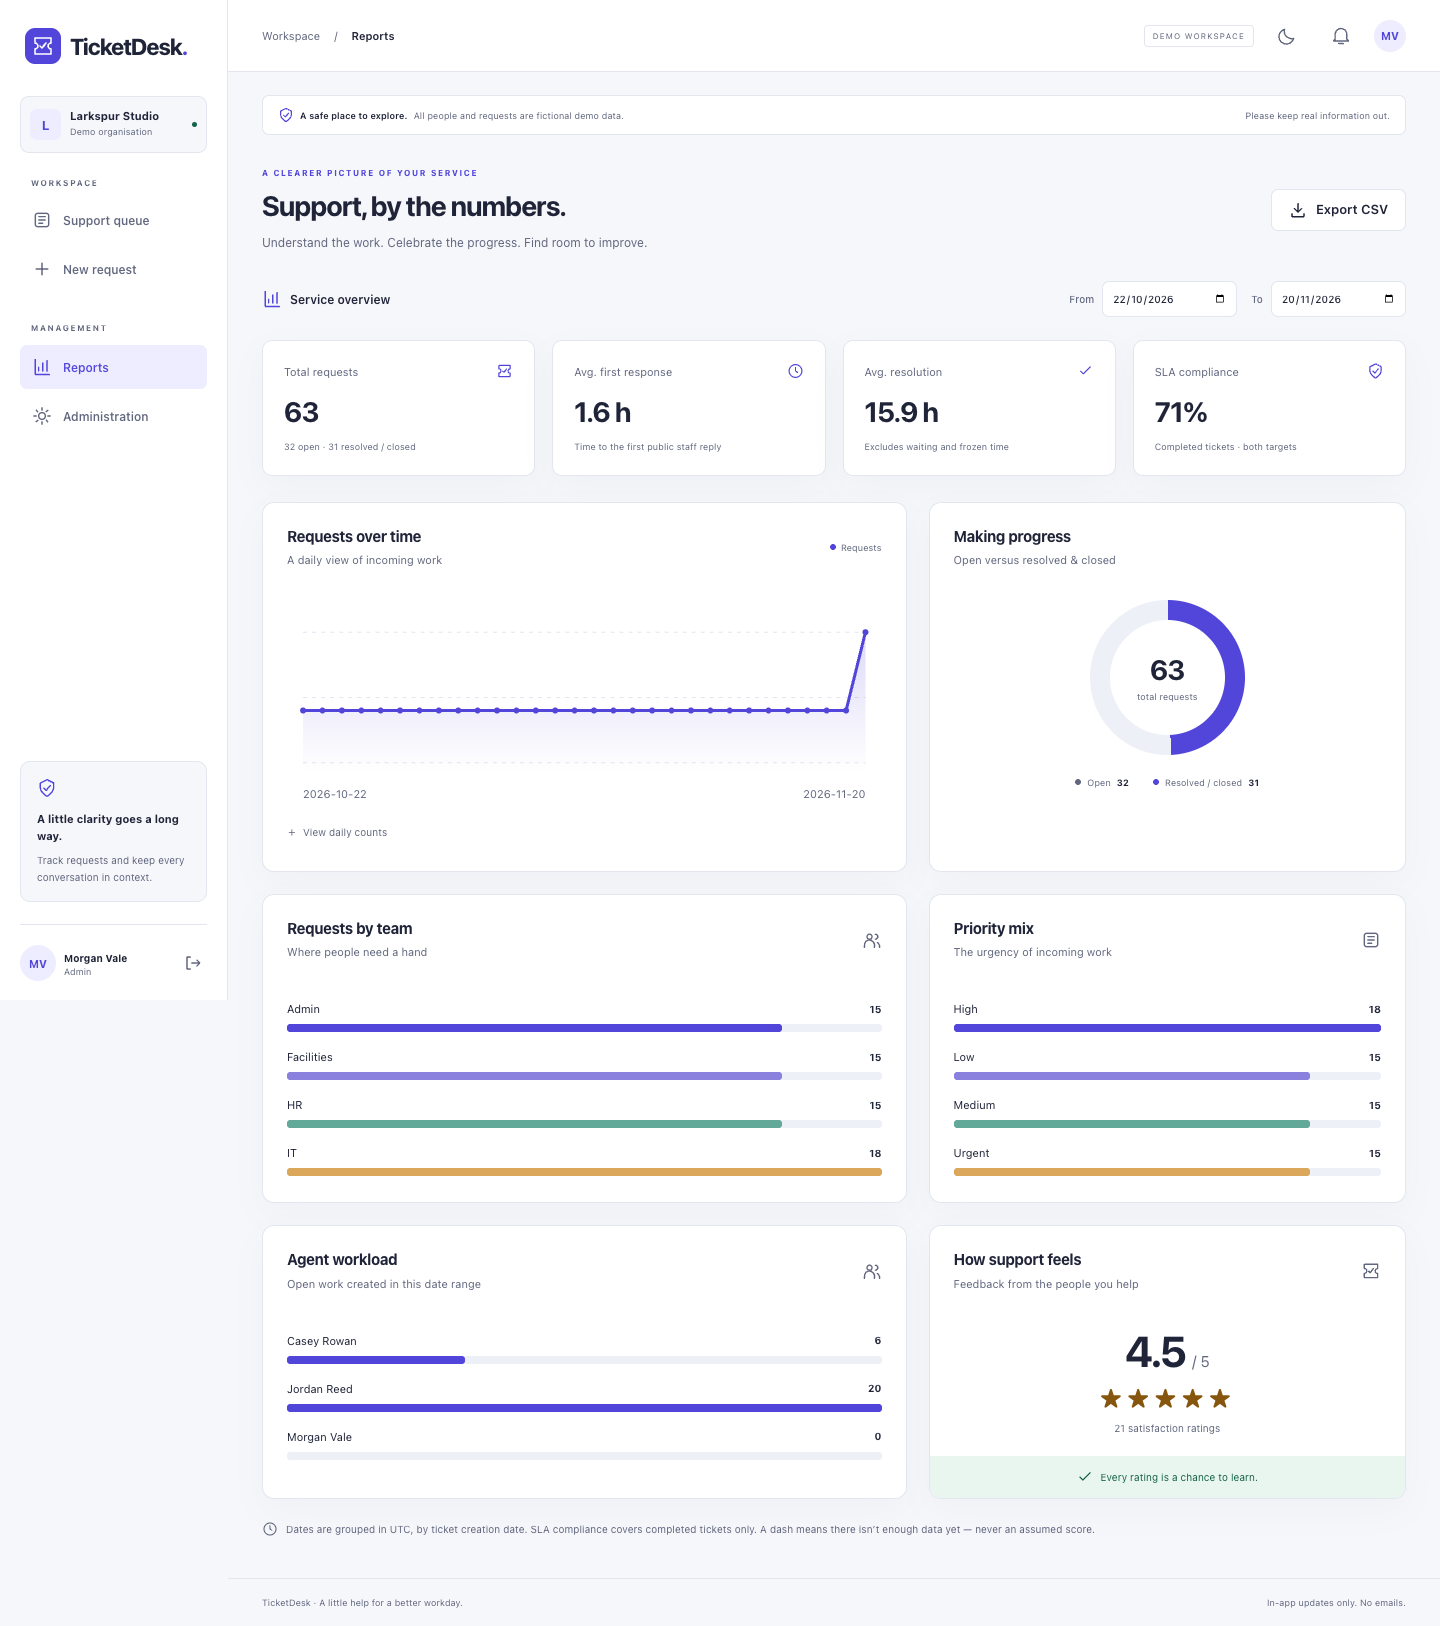 TicketDesk.
L
Larkspur Studio
Demo organisation
WORKSPACE
Support queue
New request
MANAGEMENT
Reports
Administration
A little clarity goes a long
way.
Track requests and keep every
conversation in context.
MV
Morgan Vale
Admin
Workspace / Reports
DEMO WORKSPACE
MV
A safe place to explore. All people and requests are fictional demo data.
Please keep real information out.
A CLEARER PICTURE OF YOUR SERVICE
Support, by the numbers.
Understand the work. Celebrate the progress. Find room to improve.
Export CSV
Service overview
From 22/10/2026 To 20/11/2026
Total requests
63
32 open · 31 resolved / closed
Avg. first response
1.6 h
Time to the first public staff reply
Avg. resolution
15.9 h
Excludes waiting and frozen time
SLA compliance
71%
Completed tickets · both targets
Requests over time
A daily view of incoming work
Requests
2026-10-22
2026-11-20
+ View daily counts
Making progress
Open versus resolved & closed
63
total requests
Open 32
Resolved / closed 31
Requests by team
Where people need a hand
Admin 15
Facilities 15
HR 15
IT 18
Priority mix
The urgency of incoming work
High 18
Low 15
Medium 15
Urgent 15
Agent workload
Open work created in this date range
Casey Rowan 6
Jordan Reed 20
Morgan Vale 0
How support feels
Feedback from the people you help
4.5 / 5
21 satisfaction ratings
Every rating is a chance to learn.
Dates are grouped in UTC, by ticket creation date. SLA compliance covers completed tickets only. A dash means there isn't enough data yet — never an assumed score.
TicketDesk · A little help for a better workday.
In-app updates only. No emails.